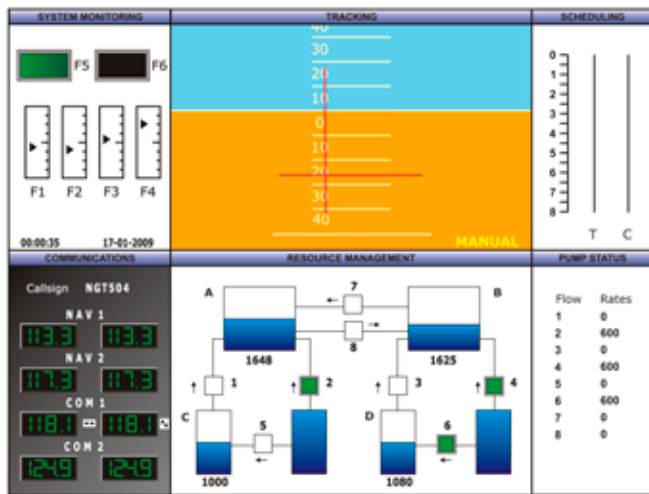 SYSTEM MONITORING
F5
F6
F1 F2 F3 F4
00:00:35 17-01-2009
TRACKING
40
30
20
10
0
10
20
30
40
MANUAL
SCHEDULING
0
1
2
3
4
5
6
7
8
T C
COMMUNICATIONS
Callsign NGT504
NAV 1
113.3 113.3
NAV 2
117.3 117.3
COM 1
118.1 118.1
COM 2
124.9 124.9
RESOURCE MANAGEMENT
7
A B
8
1648 1625
1 2 3 4
C 5 D 6
1000 1080
PUMP STATUS
Flow Rates
1 0
2 600
3 0
4 600
5 0
6 600
7 0
8 0